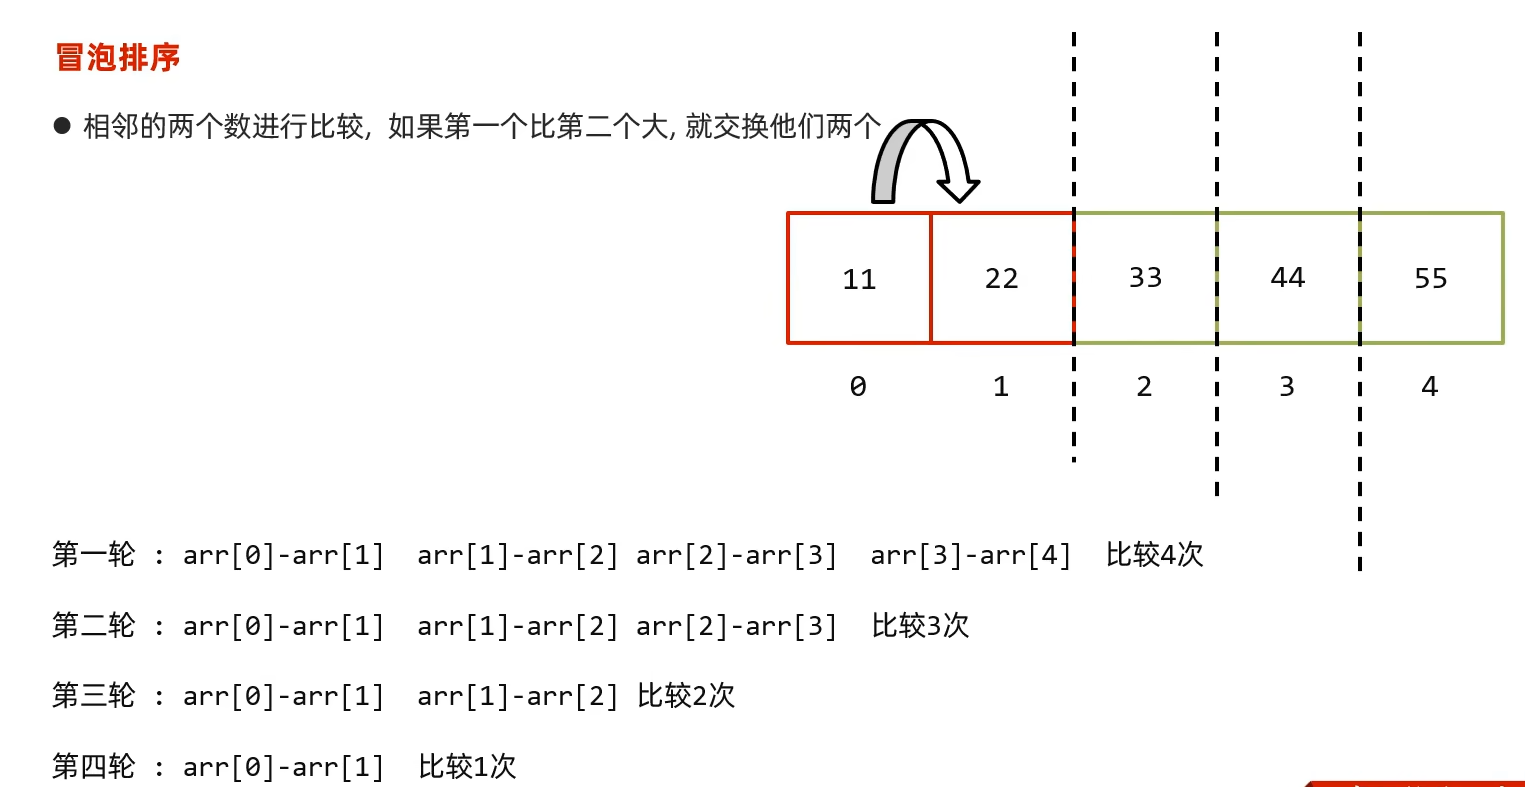 冒泡排序
相邻的两个数进行比较, 如果第一个比第二个大, 就交换他们两个
11 22 33 44 55
0 1 2 3 4
第一轮 : arr[0]-arr[1] arr[1]-arr[2] arr[2]-arr[3] arr[3]-arr[4] 比较4次
第二轮 : arr[0]-arr[1] arr[1]-arr[2] arr[2]-arr[3] 比较3次
第三轮 : arr[0]-arr[1] arr[1]-arr[2] 比较2次
第四轮 : arr[0]-arr[1] 比较1次